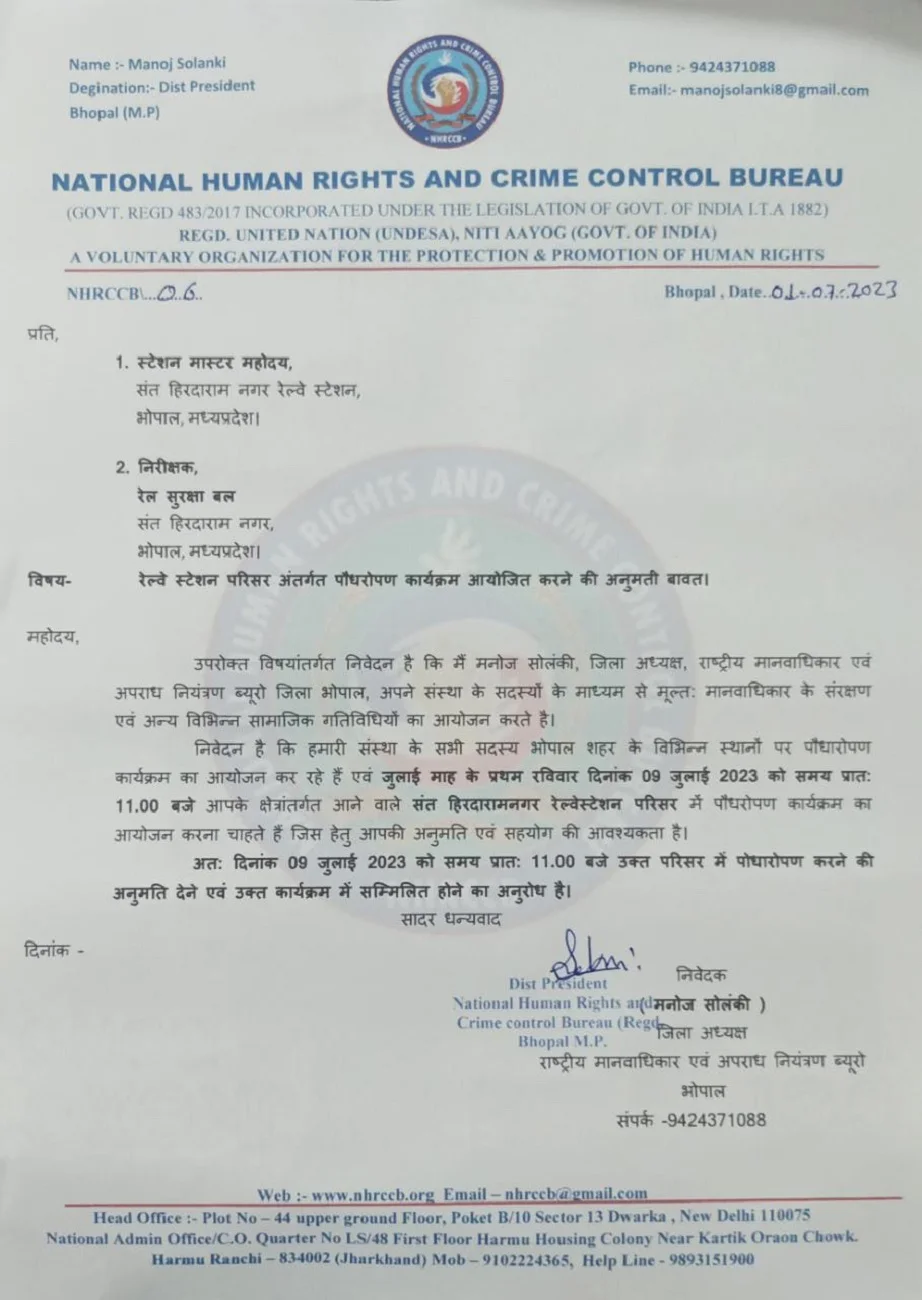 Name :- Manoj Solanki
Degination:- Dist President
Bhopal (M.P)
NATIONAL HUMAN RIGHTS AND CRIME CONTROL BUREAU
NHRCCB
Phone :- 9424371088
Email:- manojsolanki8@gmail.com
NATIONAL HUMAN RIGHTS AND CRIME CONTROL BUREAU
(GOVT. REGD 483/2017 INCORPORATED UNDER THE LEGISLATION OF GOVT. OF INDIA I.T.A 1882)
REGD. UNITED NATION (UNDESA), NITI AAYOG (GOVT. OF INDIA)
A VOLUNTARY ORGANIZATION FOR THE PROTECTION & PROMOTION OF HUMAN RIGHTS
NHRCCB\...06..
Bhopal , Date..01-07-2023
प्रति,
1. स्टेशन मास्टर महोदय,
संत हिरदाराम नगर रेल्वे स्टेशन,
भोपाल, मध्यप्रदेश।
2. निरीक्षक,
रेल सुरक्षा बल
संत हिरदाराम नगर,
भोपाल, मध्यप्रदेश।
विषय- रेल्वे स्टेशन परिसर अंतर्गत पौधरोपण कार्यक्रम आयोजित करने की अनुमती बावत।
महोदय,
उपरोक्त विषयांतर्गत निवेदन है कि मैं मनोज सोलंकी, जिला अध्यक्ष, राष्ट्रीय मानवाधिकार एवं
अपराध नियंत्रण ब्यूरो जिला भोपाल, अपने संस्था के सदस्यों के माध्यम से मूल्त: मानवाधिकार के संरक्षण
एवं अन्य विभिन्न सामाजिक गतिविधियों का आयोजन करते है।
निवेदन है कि हमारी संस्था के सभी सदस्य भोपाल शहर के विभिन्न स्थानों पर पौधारोपण
कार्यक्रम का आयोजन कर रहे हैं एवं जुलाई माह के प्रथम रविवार दिनांक 09 जुलाई 2023 को समय प्रात:
11.00 बजे आपके क्षेत्रांतर्गत आने वाले संत हिरदारामनगर रेल्वेस्टेशन परिसर में पौधरोपण कार्यक्रम का
आयोजन करना चाहते हैं जिस हेतु आपकी अनुमति एवं सहयोग की आवश्यकता है।
अत: दिनांक 09 जुलाई 2023 को समय प्रात: 11.00 बजे उक्त परिसर में पोधारोपण करने की
अनुमति देने एवं उक्त कार्यक्रम में सम्मिलित होने का अनुरोध है।
सादर धन्यवाद
दिनांक -
निवेदक
Dist President
National Human Rights and
(मनोज सोलंकी )
Crime control Bureau (Regd
जिला अध्यक्ष
Bhopal M.P.
राष्ट्रीय मानवाधिकार एवं अपराध नियंत्रण ब्यूरो
भोपाल
संपर्क -9424371088
Web :- www.nhrccb.org Email – nhrccb@gmail.com
Head Office :- Plot No – 44 upper ground Floor, Poket B/10 Sector 13 Dwarka , New Delhi 110075
National Admin Office/C.O. Quarter No LS/48 First Floor Harmu Housing Colony Near Kartik Oraon Chowk.
Harmu Ranchi – 834002 (Jharkhand) Mob – 9102224365, Help Line - 9893151900